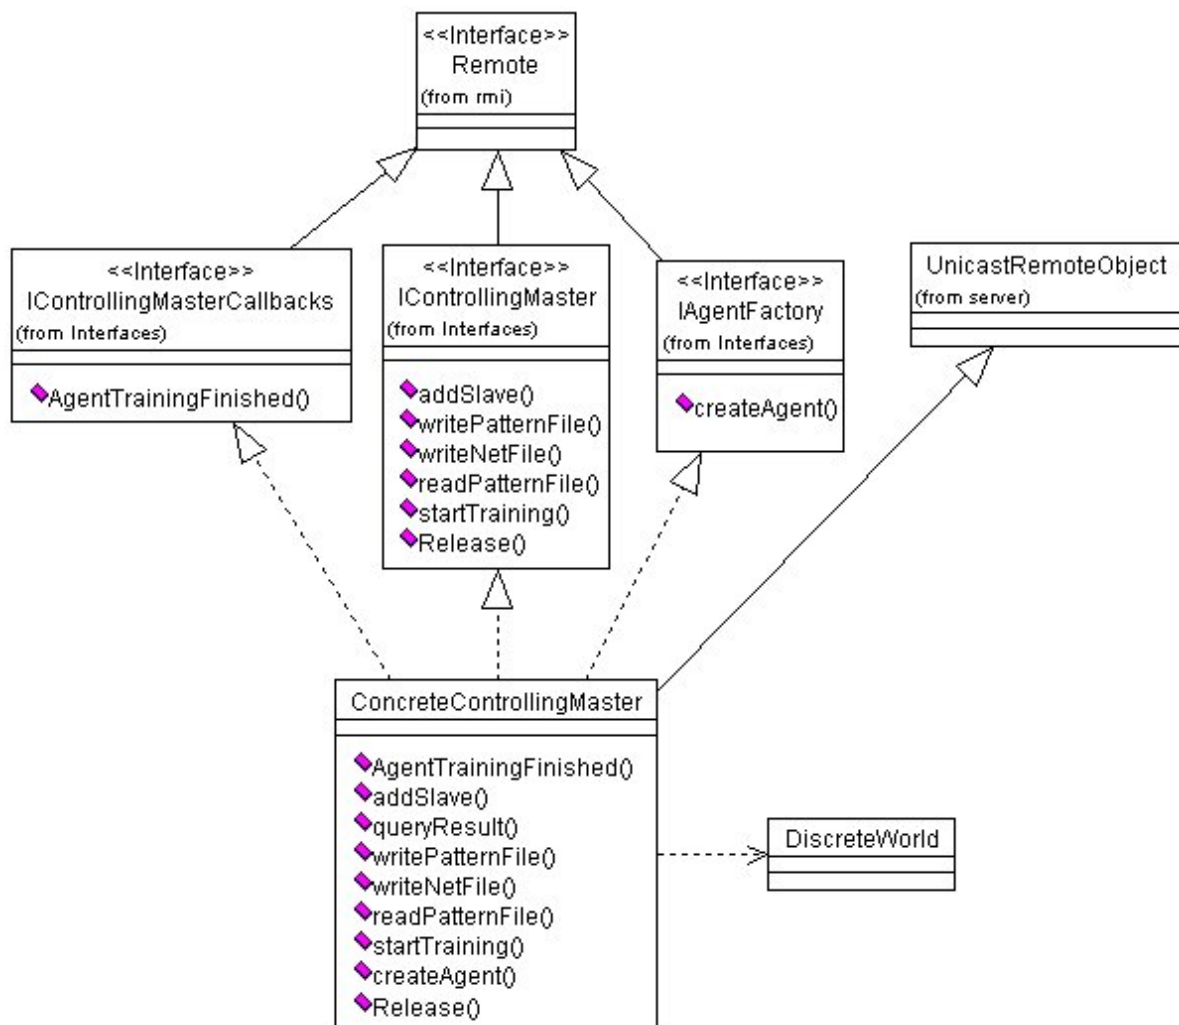 <<Interface>>
Remote
(from rmi)
<<Interface>>
IControllingMasterCallbacks
(from Interfaces)
AgentTrainingFinished()
<<Interface>>
IControllingMaster
(from Interfaces)
addSlave()
writePatternFile()
writeNetFile()
readPatternFile()
startTraining()
Release()
<<Interface>>
IAgentFactory
(from Interfaces)
createAgent()
UnicastRemoteObject
(from server)
ConcreteControllingMaster
AgentTrainingFinished()
addSlave()
queryResult()
writePatternFile()
writeNetFile()
readPatternFile()
startTraining()
createAgent()
Release()
DiscreteWorld